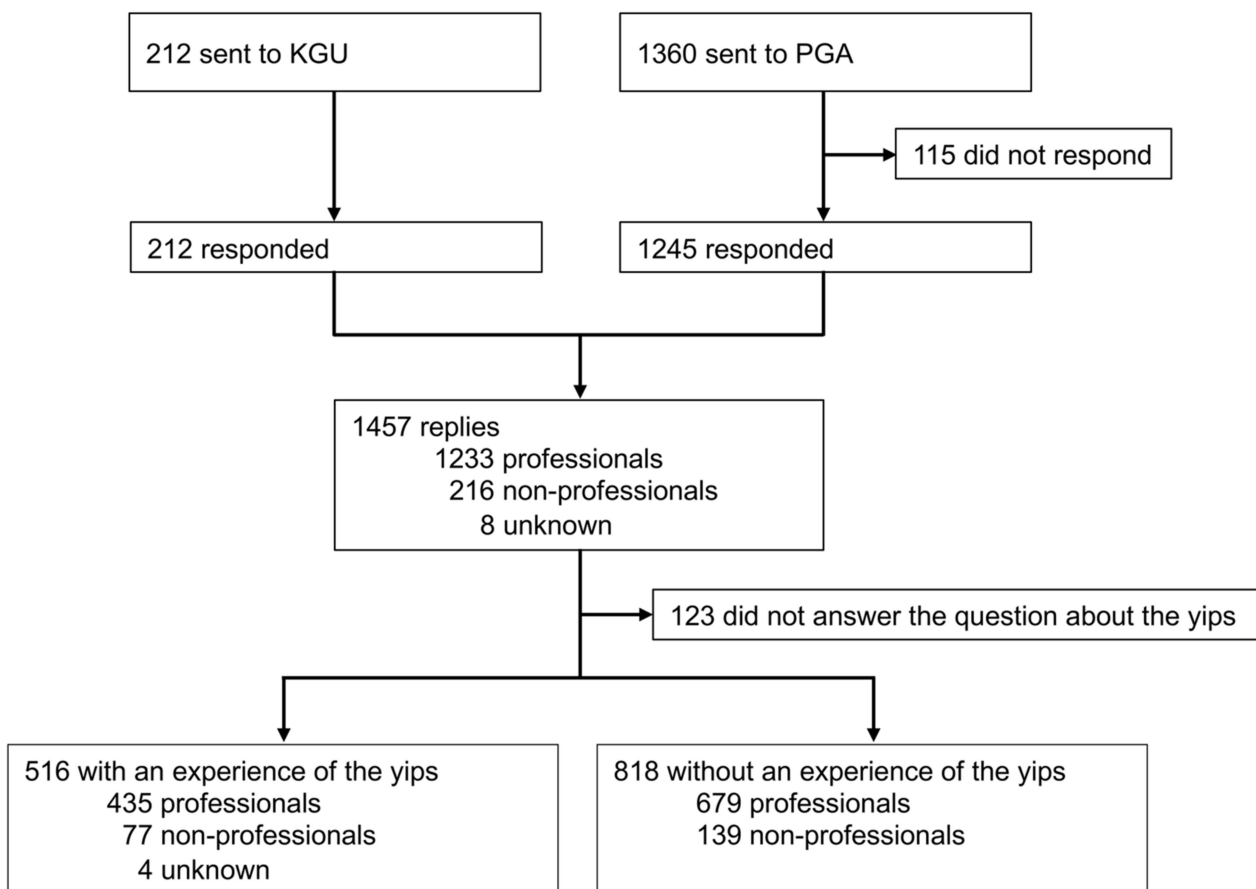 212 sent to KGU
1360 sent to PGA
115 did not respond
212 responded
1245 responded
1457 replies
1233 professionals
216 non-professionals
8 unknown
123 did not answer the question about the yips
516 with an experience of the yips
435 professionals
77 non-professionals
4 unknown
818 without an experience of the yips
679 professionals
139 non-professionals